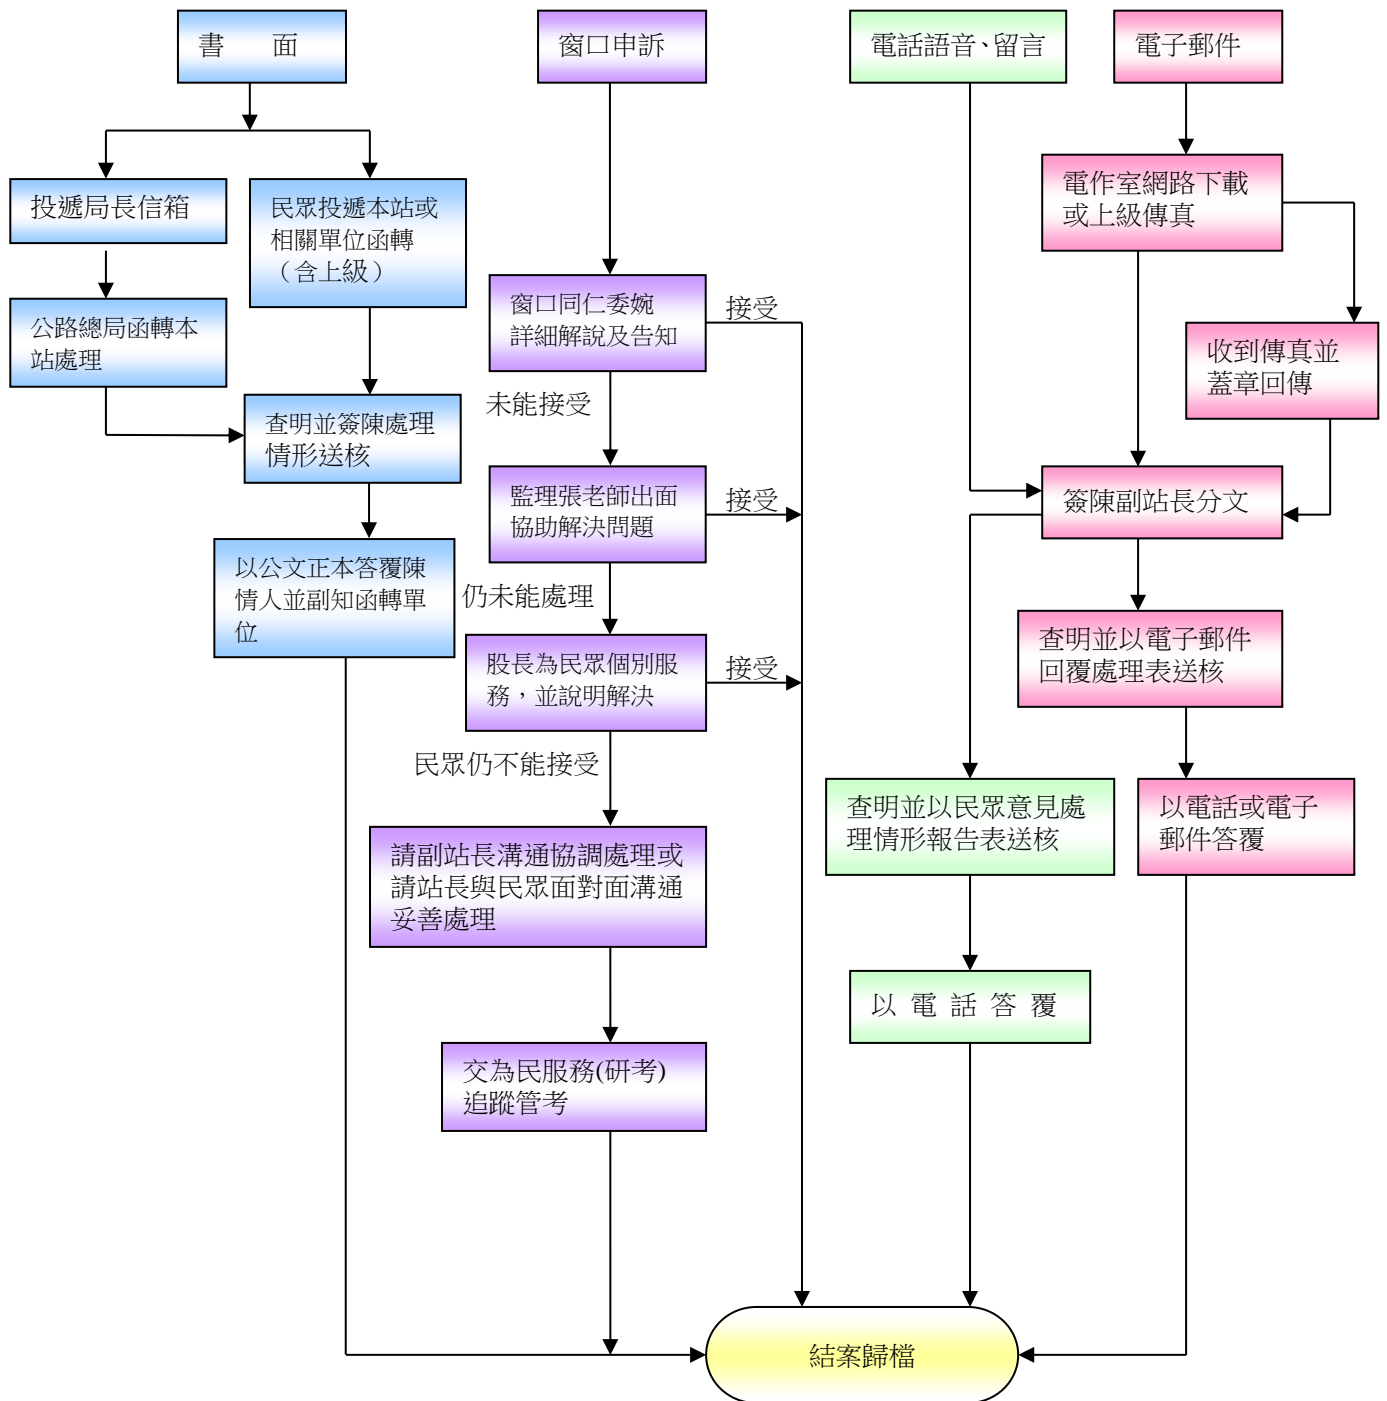 書　　面
窗口申訴
電話語音、留言
電子郵件
投遞局長信箱
民眾投遞本站或
相關單位函轉
（含上級）
公路總局函轉本
站處理
查明並簽陳處理
情形送核
以公文正本答覆陳
情人並副知函轉單
位
窗口同仁委婉
詳細解說及告知
接受
未能接受
監理張老師出面
協助解決問題
接受
仍未能處理
股長為民眾個別服
務，並說明解決
接受
民眾仍不能接受
請副站長溝通協調處理或
請站長與民眾面對面溝通
妥善處理
交為民服務(研考)
追蹤管考
電作室網路下載
或上級傳真
收到傳真並
蓋章回傳
簽陳副站長分文
查明並以電子郵件
回覆處理表送核
查明並以民眾意見處
理情形報告表送核
以電話或電子
郵件答覆
以 電 話 答 覆
結案歸檔